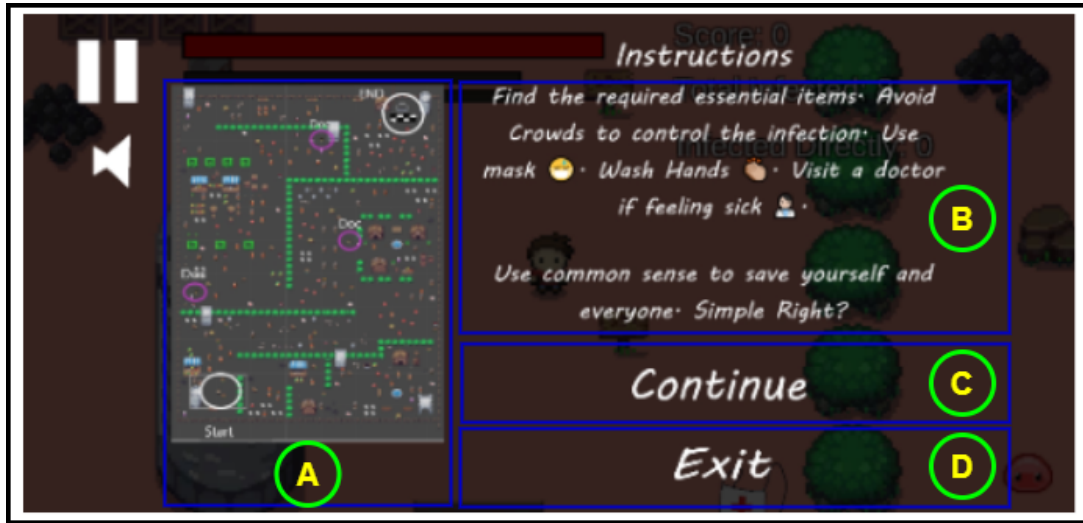 Score: 0
Instructions
Find the required essential items. Avoid
Crowds to control the infection. Use
mask 😷. Wash Hands 👏. Visit a doctor
if feeling sick 👩‍⚕️.
Use common sense to save yourself and
everyone. Simple Right?
Infected Directly: 0
Continue
Exit
END
Doc
Doc
Start
A
B
C
D